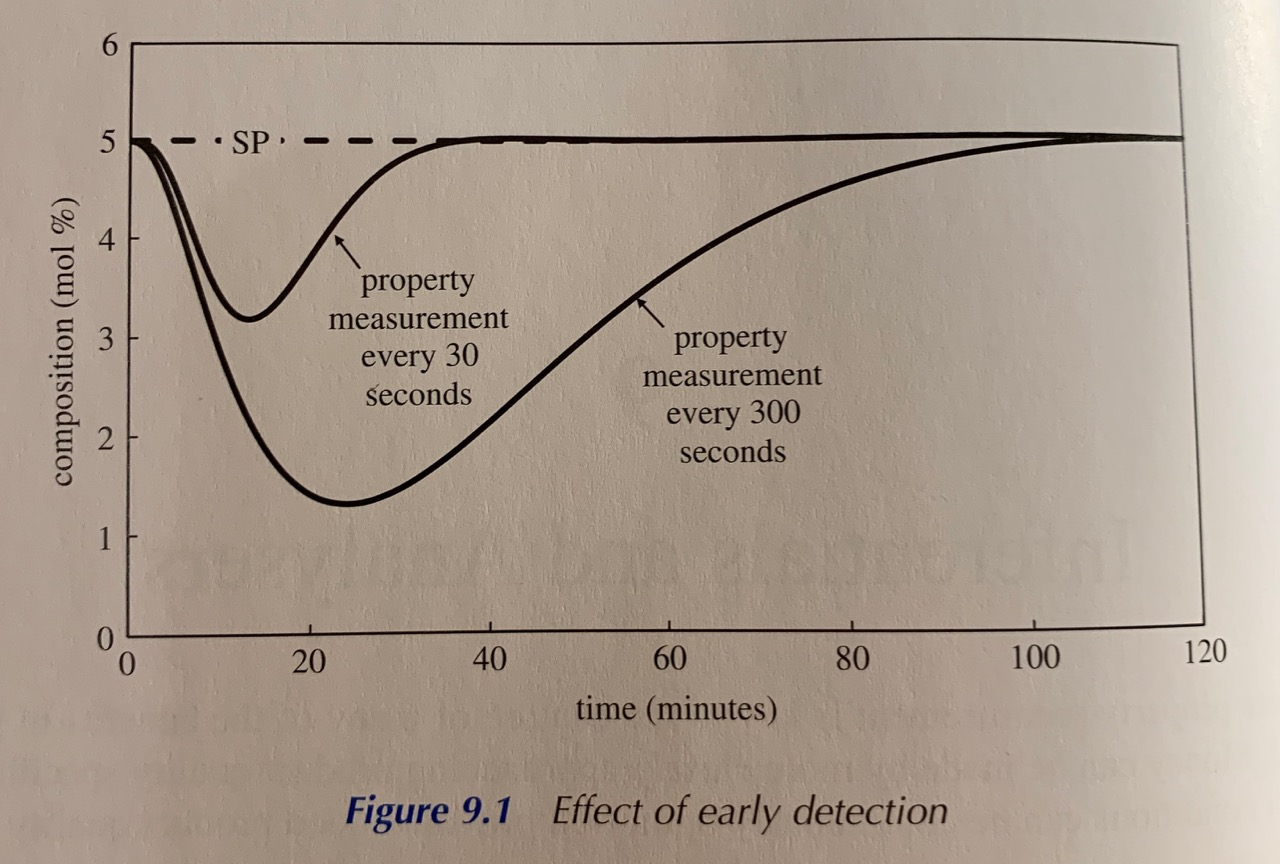 6
5
SP
4
property
measurement
every 30
seconds
3
property
measurement
every 300
seconds
2
1
0
composition (mol %)
0 20 40 60 80 100 120
time (minutes)
Figure 9.1 Effect of early detection